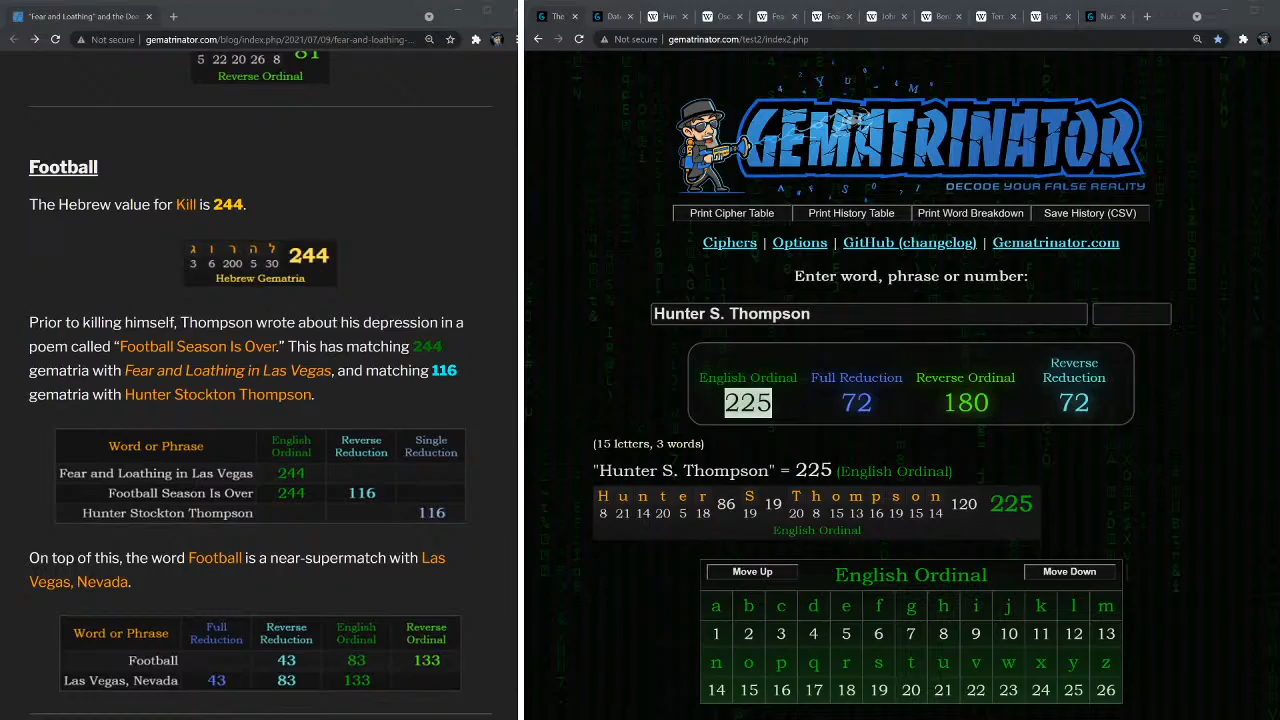 "Fear and Loathing" and the Dea
Not secure
gematrinator.com/blog/index.php/2021/07/09/fear-and-loathing-...
5 22 20 26 8 81
Reverse Ordinal
Football
The Hebrew value for Kill is 244.
ג ו ר ה ל 244
3 6 200 5 30
Hebrew Gematria
Prior to killing himself, Thompson wrote about his depression in a
poem called “Football Season Is Over.” This has matching 244
gematria with Fear and Loathing in Las Vegas, and matching 116
gematria with Hunter Stockton Thompson.
Word or Phrase English Ordinal Reverse Reduction Single Reduction
Fear and Loathing in Las Vegas 244
Football Season Is Over 244 116
Hunter Stockton Thompson 116
On top of this, the word Football is a near-supermatch with Las
Vegas, Nevada.
Word or Phrase Full Reduction Reverse Reduction English Ordinal Reverse Ordinal
Football 43 83 133
Las Vegas, Nevada 43 83 133
The Date Hun Osc Fea Fea Job Bon Ten Las Nun
Not secure
gematrinator.com/test2/index2.php
GEMATRINATOR
DECODE YOUR FALSE REALITY
Print Cipher Table Print History Table Print Word Breakdown Save History (CSV)
Ciphers | Options | GitHub (changelog) | Gematrinator.com
Enter word, phrase or number:
Hunter S. Thompson
English Ordinal Full Reduction Reverse Ordinal Reverse Reduction
225 72 180 72
(15 letters, 3 words)
"Hunter S. Thompson" = 225 (English Ordinal)
H u n t e r 86 S 19 T h o m p s o n 120 225
8 21 14 20 5 18 19 20 8 15 13 16 19 15 14
English Ordinal
Move Up English Ordinal Move Down
a b c d e f g h i j k l m
1 2 3 4 5 6 7 8 9 10 11 12 13
n o p q r s t u v w x y z
14 15 16 17 18 19 20 21 22 23 24 25 26